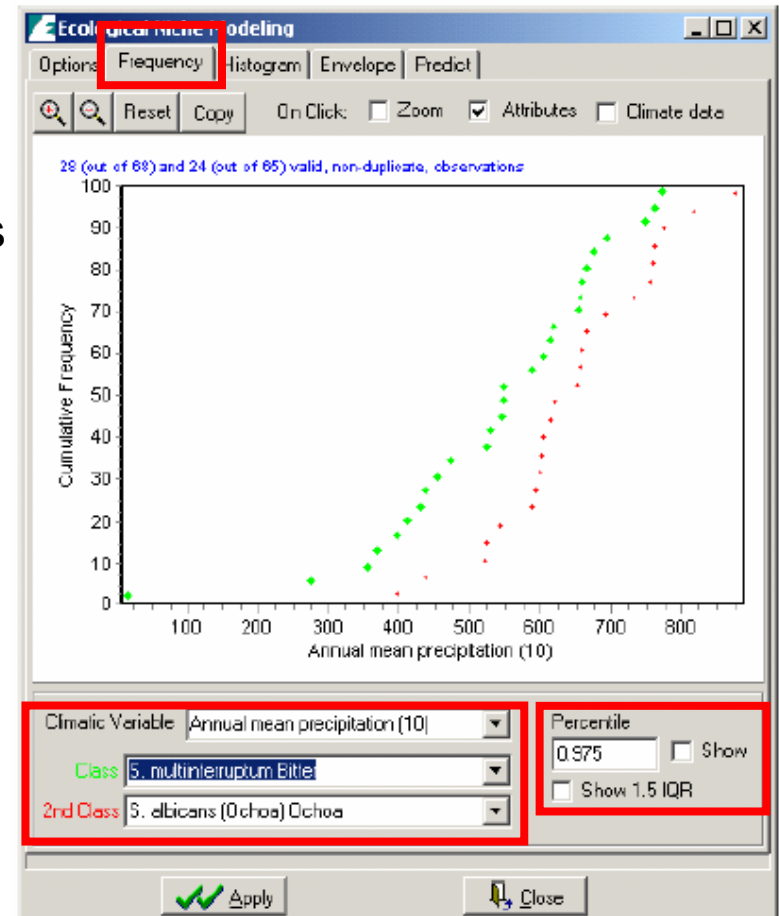 Ecological Niche Modeling
Options Frequency Histogram Envelope Predict
Reset Copy On Click: Zoom Attributes Climate data
s
28 (out of 68) and 24 (out of 65) valid, non-duplicate, observations
100
90
80
70
60
50
40
30
20
10
0
Cumulative Frequency
100 200 300 400 500 600 700 800
Annual mean precipitation (10)
Climatic Variable Annual mean precipitation (10)
Class S. multiinterruptum Bitter
2nd Class S. albicans (Ochoa) Ochoa
Percentile
0.975 Show
Show 1.5 IQR
Apply Close